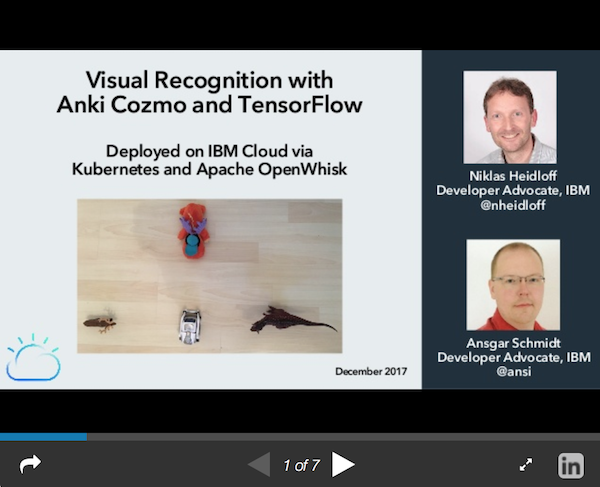 Visual Recognition with
Anki Cozmo and TensorFlow
Deployed on IBM Cloud via
Kubernetes and Apache OpenWhisk
December 2017
Niklas Heidloff
Developer Advocate, IBM
@nheidloff
Ansgar Schmidt
Developer Advocate, IBM
@ansi
1 of 7
in